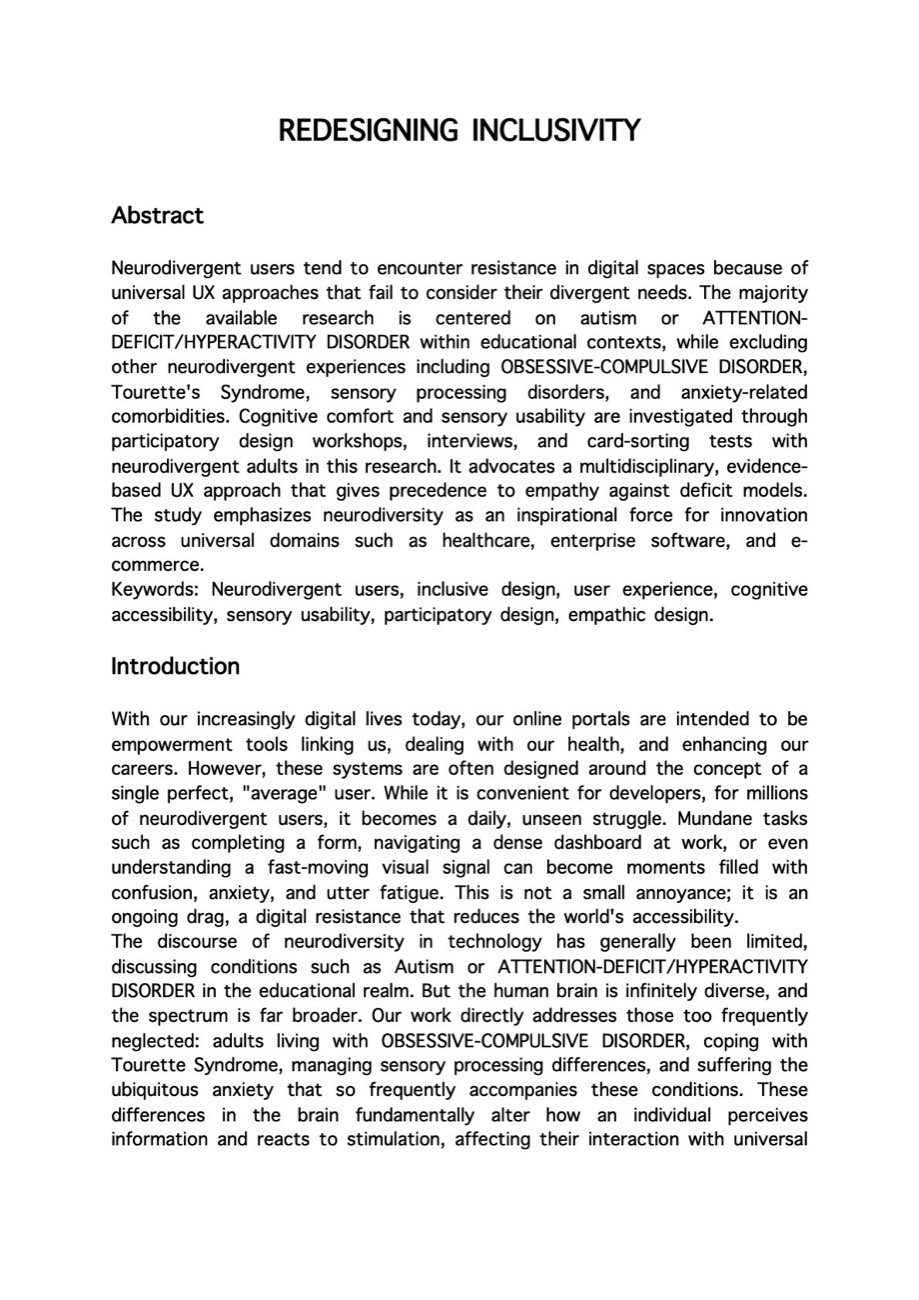 REDESIGNING INCLUSIVITY
Abstract
Neurodivergent users tend to encounter resistance in digital spaces because of
universal UX approaches that fail to consider their divergent needs. The majority
of the available research is centered on autism or ATTENTION-
DEFICIT/HYPERACTIVITY DISORDER within educational contexts, while excluding
other neurodivergent experiences including OBSESSIVE-COMPULSIVE DISORDER,
Tourette's Syndrome, sensory processing disorders, and anxiety-related
comorbidities. Cognitive comfort and sensory usability are investigated through
participatory design workshops, interviews, and card-sorting tests with
neurodivergent adults in this research. It advocates a multidisciplinary, evidence-
based UX approach that gives precedence to empathy against deficit models.
The study emphasizes neurodiversity as an inspirational force for innovation
across universal domains such as healthcare, enterprise software, and e-
commerce.
Keywords: Neurodivergent users, inclusive design, user experience, cognitive
accessibility, sensory usability, participatory design, empathic design.
Introduction
With our increasingly digital lives today, our online portals are intended to be
empowerment tools linking us, dealing with our health, and enhancing our
careers. However, these systems are often designed around the concept of a
single perfect, "average" user. While it is convenient for developers, for millions
of neurodivergent users, it becomes a daily, unseen struggle. Mundane tasks
such as completing a form, navigating a dense dashboard at work, or even
understanding a fast-moving visual signal can become moments filled with
confusion, anxiety, and utter fatigue. This is not a small annoyance; it is an
ongoing drag, a digital resistance that reduces the world's accessibility.
The discourse of neurodiversity in technology has generally been limited,
discussing conditions such as Autism or ATTENTION-DEFICIT/HYPERACTIVITY
DISORDER in the educational realm. But the human brain is infinitely diverse, and
the spectrum is far broader. Our work directly addresses those too frequently
neglected: adults living with OBSESSIVE-COMPULSIVE DISORDER, coping with
Tourette Syndrome, managing sensory processing differences, and suffering the
ubiquitous anxiety that so frequently accompanies these conditions. These
differences in the brain fundamentally alter how an individual perceives
information and reacts to stimulation, affecting their interaction with universal